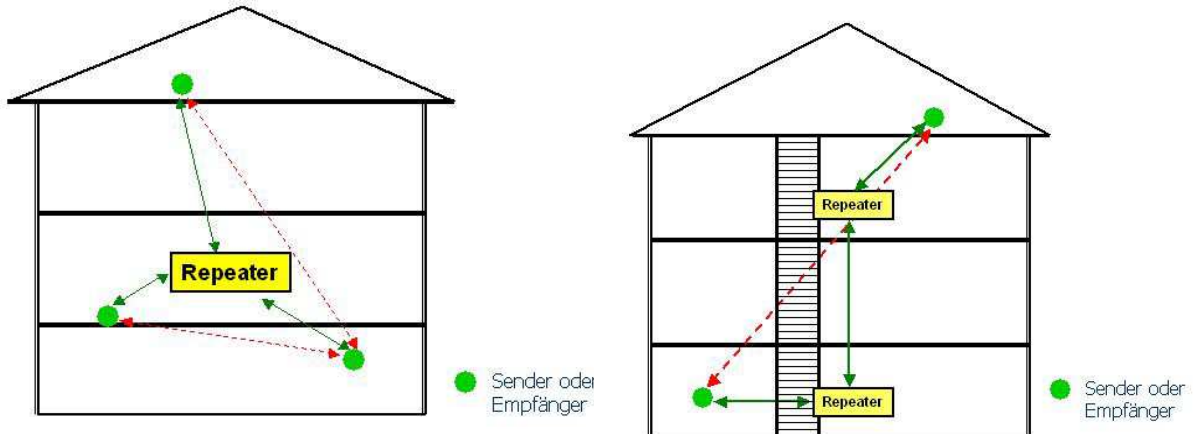 Repeater
Sender oder
Empfänger
Repeater
Repeater
Sender oder
Empfänger